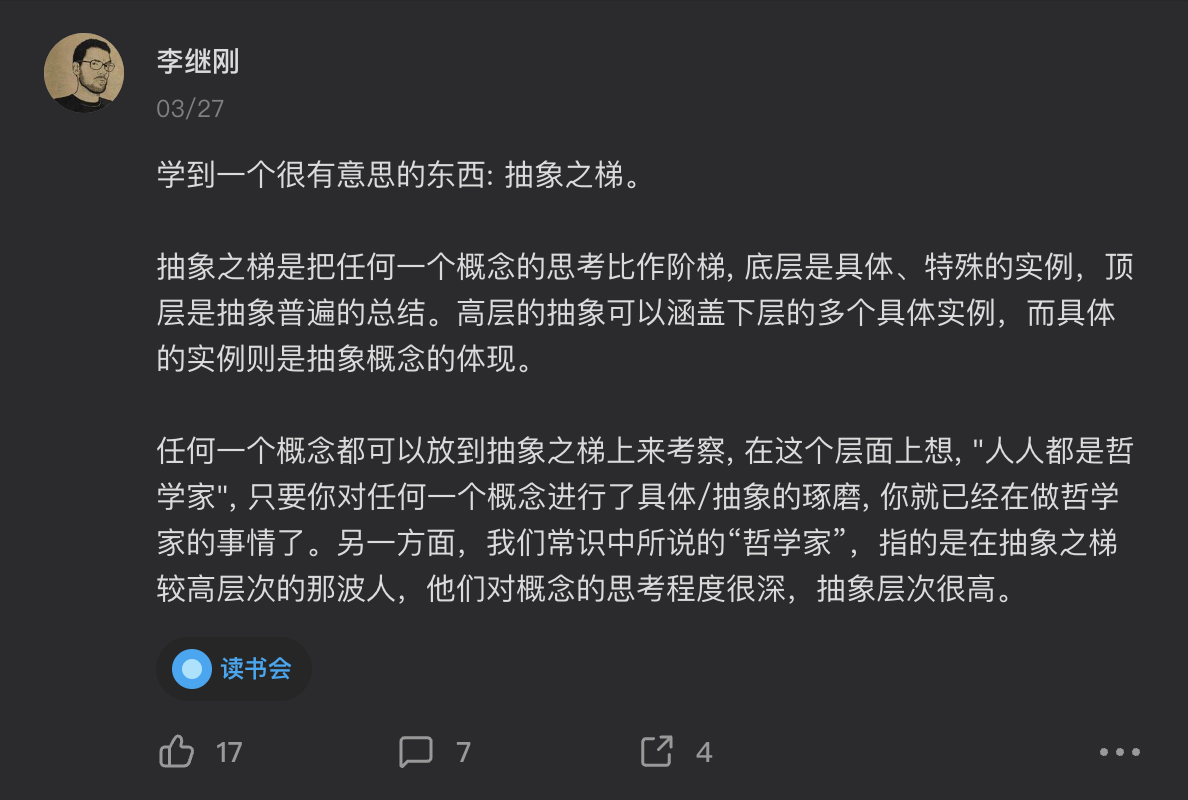 李继刚
03/27
学到一个很有意思的东西: 抽象之梯。
抽象之梯是把任何一个概念的思考比作阶梯, 底层是具体、特殊的实例，顶
层是抽象普遍的总结。高层的抽象可以涵盖下层的多个具体实例，而具体
的实例则是抽象概念的体现。
任何一个概念都可以放到抽象之梯上来考察, 在这个层面上想, "人人都是哲
学家", 只要你对任何一个概念进行了具体/抽象的琢磨, 你就已经在做哲学
家的事情了。另一方面，我们常识中所说的“哲学家”，指的是在抽象之梯
较高层次的那波人，他们对概念的思考程度很深，抽象层次很高。
读书会
17 7 4